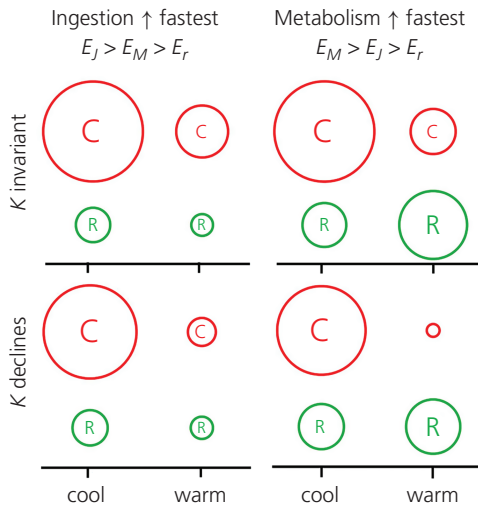 Ingestion ↑ fastest
E_J > E_M > E_r
Metabolism ↑ fastest
E_M > E_J > E_r
K invariant
C
C
C
C
R
R
R
R
K declines
C
C
C
R
R
R
R
cool
warm
cool
warm